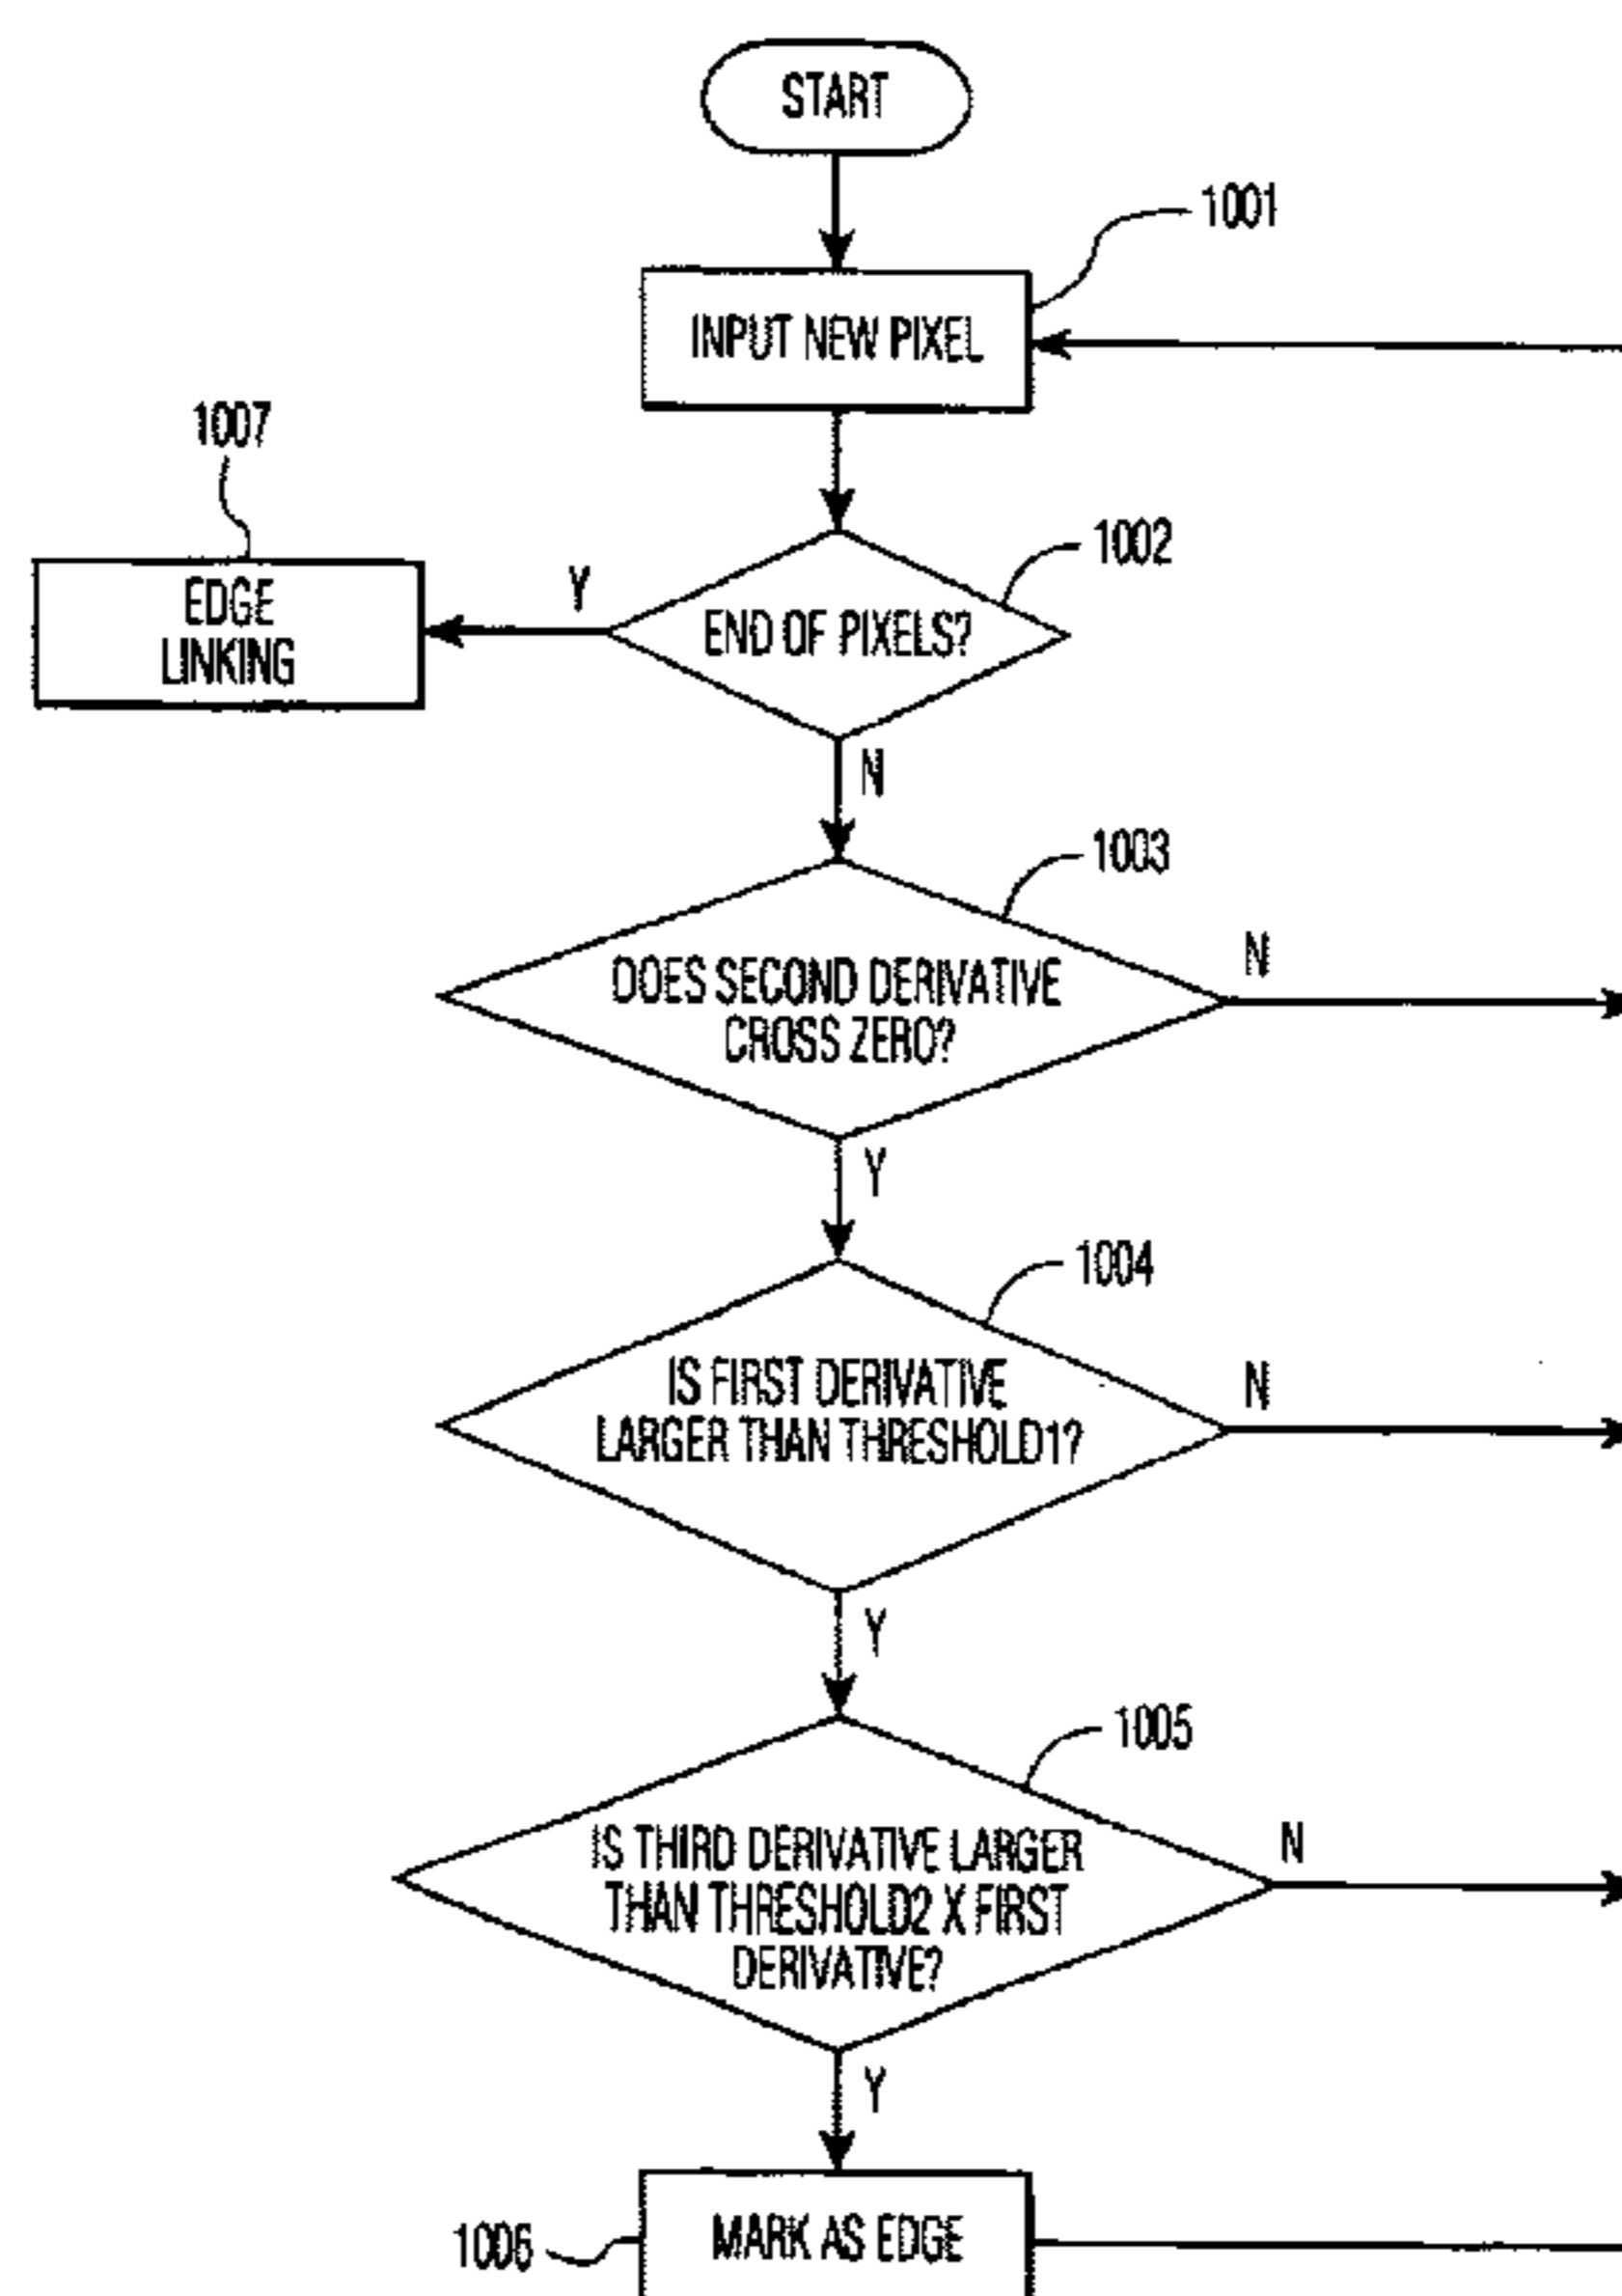 START
1001
INPUT NEW PIXEL
1007
1002
EDGE
LINKING
Y
END OF PIXELS?
N
1003
N
DOES SECOND DERIVATIVE
CROSS ZERO?
Y
1004
N
IS FIRST DERIVATIVE
LARGER THAN THRESHOLD1?
Y
1005
N
IS THIRD DERIVATIVE LARGER
THAN THRESHOLD2 X FIRST
DERIVATIVE?
Y
1006
MARK AS EDGE